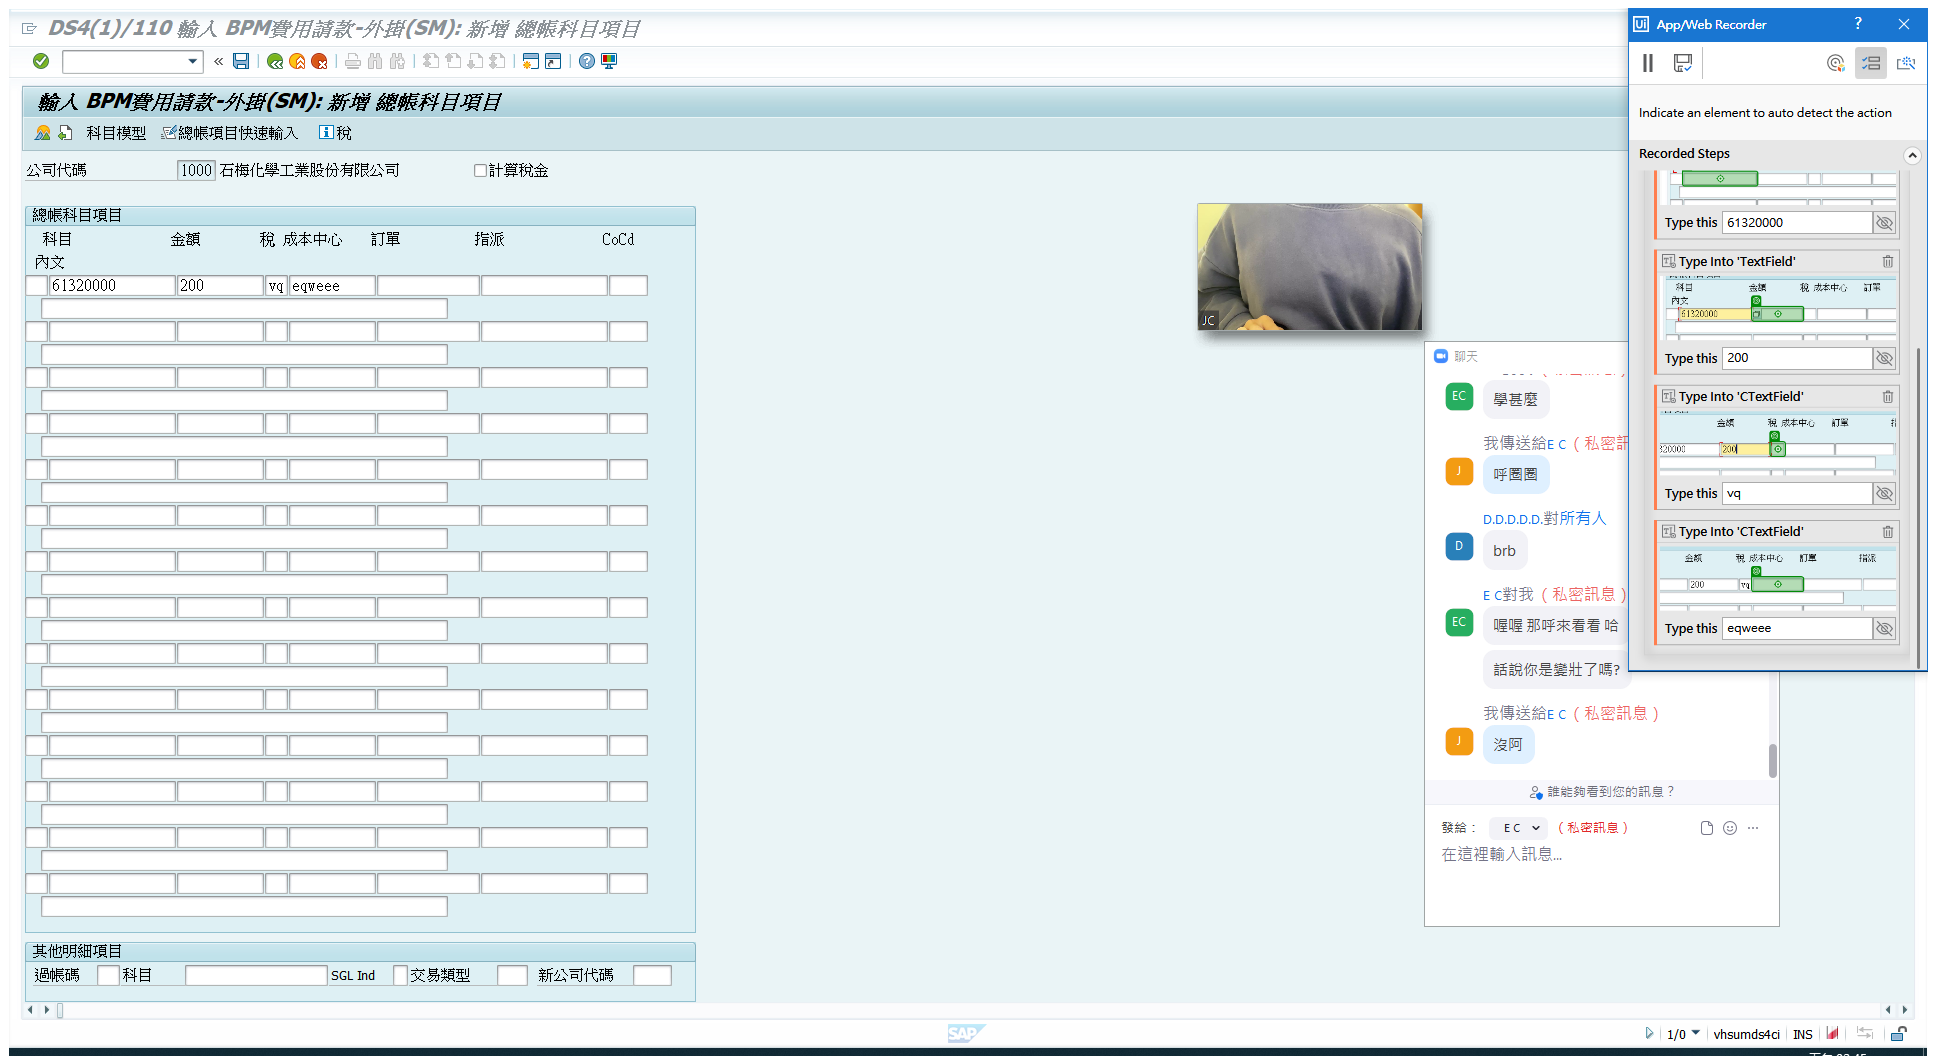 DS4(1)/110 輸入 BPM費用請款-外掛(SM): 新增 總帳科目項目
輸入 BPM費用請款-外掛(SM): 新增 總帳科目項目
科目模型 總帳項目快速輸入 稅
公司代碼 1000 石梅化學工業股份有限公司 計算稅金
總帳科目項目
科目 金額 稅 成本中心 訂單 指派 CoCd
內文
61320000 200 vq eqweee
其他明細項目
過帳碼 科目 SGL Ind 交易類型 新公司代碼
SAP
1/0 vhsumds4ci INS
JC
聊天
EC
學甚麼
我傳送給E C（私密訊
J
呼圈圈
D.D.D.D.D.對所有人
D
brb
E C對我（私密訊息）
EC
喔喔 那呼來看看 哈
話說你是變壯了嗎?
我傳送給E C（私密訊息）
J
沒阿
誰能夠看到您的訊息？
發給： E C （私密訊息）
在這裡輸入訊息...
Ui App/Web Recorder ?
Indicate an element to auto detect the action
Recorded Steps
Type this 61320000
Type Into 'TextField'
科目 金額 稅 成本中心 訂單
內文
61320000
Type this 200
Type Into 'CTextField'
金額 稅 成本中心 訂單
320000 200
Type this vq
Type Into 'CTextField'
金額 稅 成本中心 訂單 指派
200 vq
Type this eqweee